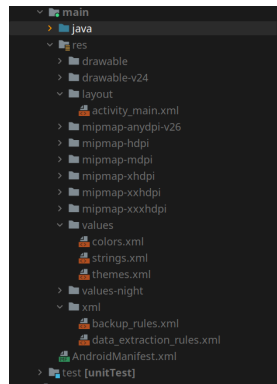 main
java
res
drawable
drawable-v24
layout
activity_main.xml
mipmap-anydpi-v26
mipmap-hdpi
mipmap-mdpi
mipmap-xhdpi
mipmap-xxhdpi
mipmap-xxxhdpi
values
colors.xml
strings.xml
themes.xml
values-night
xml
backup_rules.xml
data_extraction_rules.xml
AndroidManifest.xml
test [unitTest]